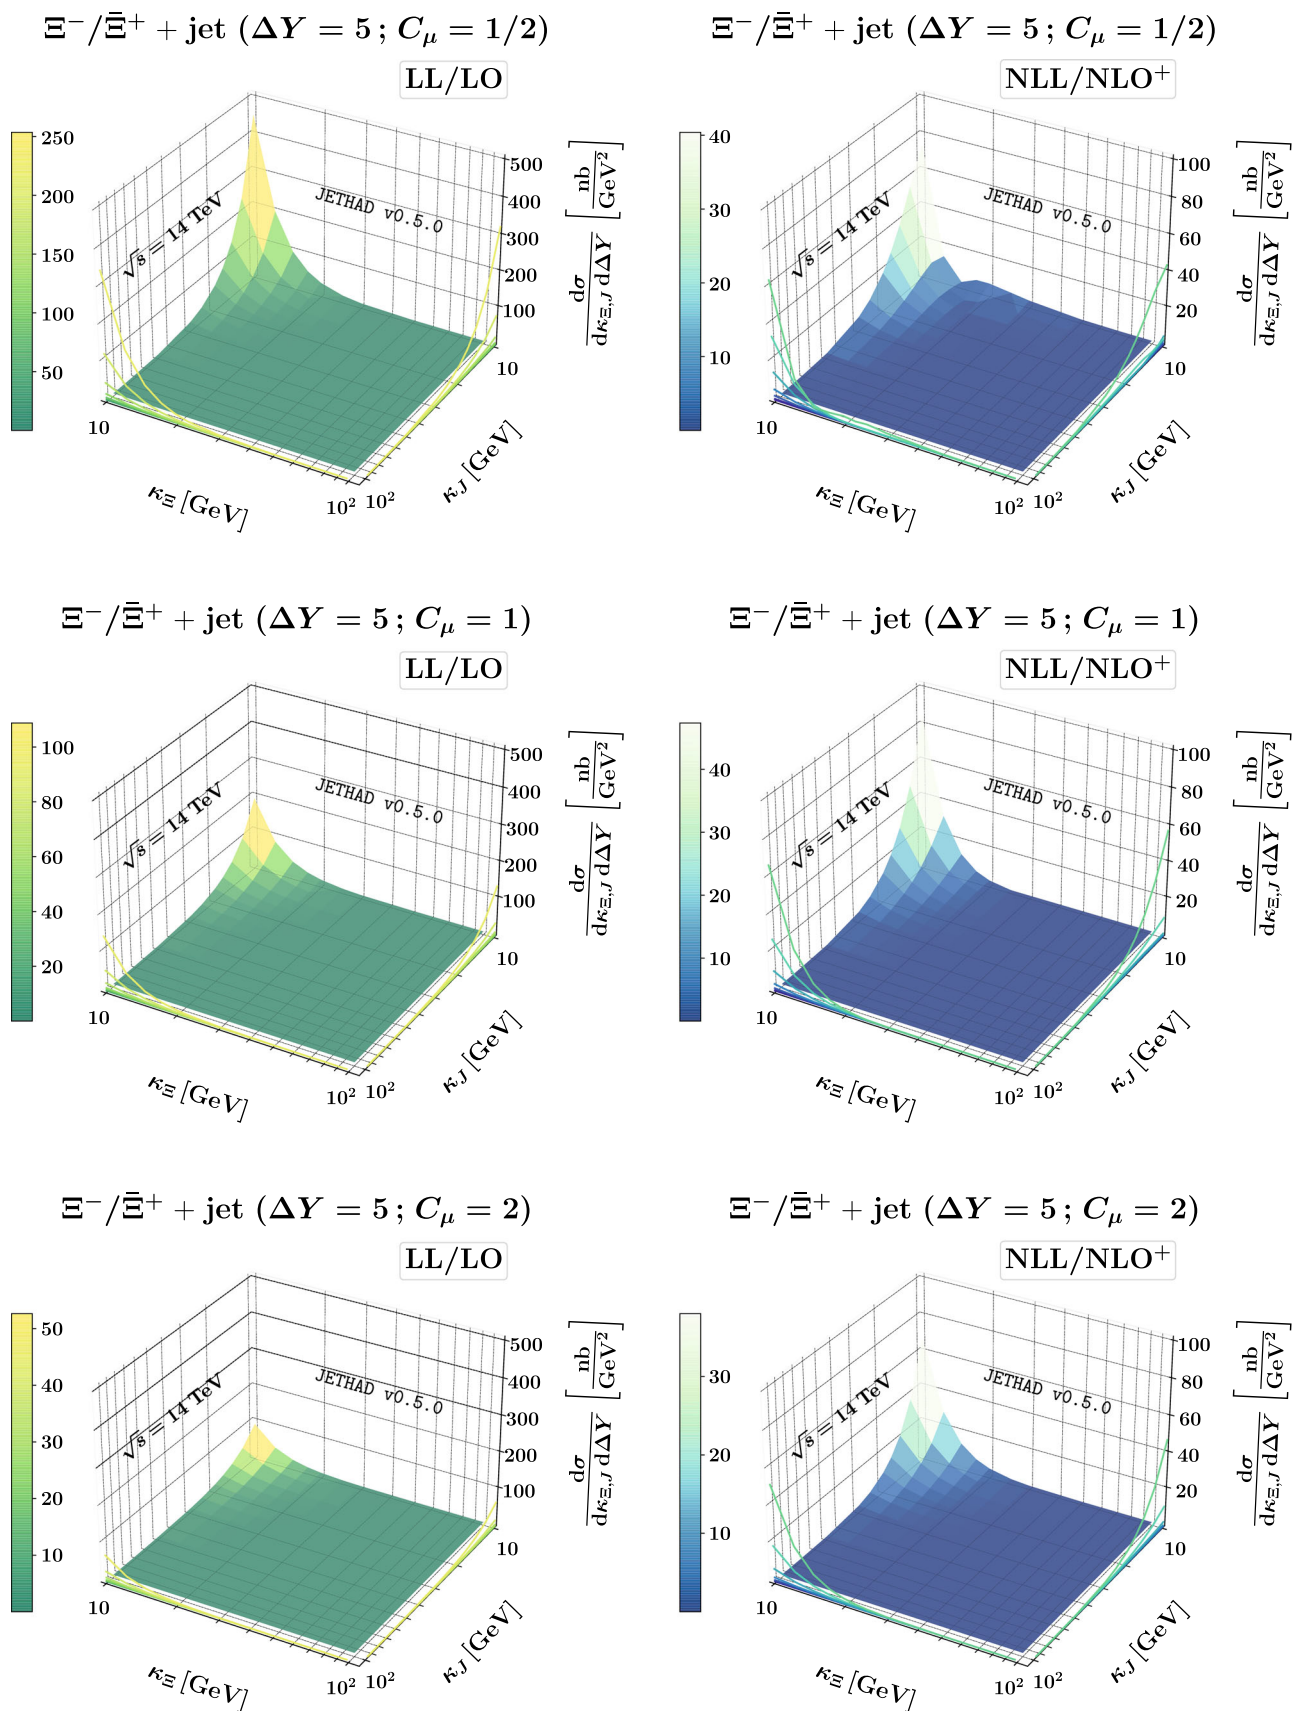 Ξ⁻/Ξ̄⁺ + jet (ΔY = 5 ; C_μ = 1/2)
LL/LO
250
200
150
100
50
√s = 14 TeV
JETHAD v0.5.0
500
400
300
200
100
dσ/dκ_Ξ,J dΔY [nb/GeV²]
10
κ_Ξ [GeV]
10²
10²
κ_J [GeV]
10
Ξ⁻/Ξ̄⁺ + jet (ΔY = 5 ; C_μ = 1/2)
NLL/NLO⁺
40
30
20
10
√s = 14 TeV
JETHAD v0.5.0
100
80
60
40
20
dσ/dκ_Ξ,J dΔY [nb/GeV²]
10
κ_Ξ [GeV]
10²
10²
κ_J [GeV]
10
Ξ⁻/Ξ̄⁺ + jet (ΔY = 5 ; C_μ = 1)
LL/LO
100
80
60
40
20
√s = 14 TeV
JETHAD v0.5.0
500
400
300
200
100
dσ/dκ_Ξ,J dΔY [nb/GeV²]
10
κ_Ξ [GeV]
10²
10²
κ_J [GeV]
10
Ξ⁻/Ξ̄⁺ + jet (ΔY = 5 ; C_μ = 1)
NLL/NLO⁺
40
30
20
10
√s = 14 TeV
JETHAD v0.5.0
100
80
60
40
20
dσ/dκ_Ξ,J dΔY [nb/GeV²]
10
κ_Ξ [GeV]
10²
10²
κ_J [GeV]
10
Ξ⁻/Ξ̄⁺ + jet (ΔY = 5 ; C_μ = 2)
LL/LO
50
40
30
20
10
√s = 14 TeV
JETHAD v0.5.0
500
400
300
200
100
dσ/dκ_Ξ,J dΔY [nb/GeV²]
10
κ_Ξ [GeV]
10²
10²
κ_J [GeV]
10
Ξ⁻/Ξ̄⁺ + jet (ΔY = 5 ; C_μ = 2)
NLL/NLO⁺
30
20
10
√s = 14 TeV
JETHAD v0.5.0
100
80
60
40
20
dσ/dκ_Ξ,J dΔY [nb/GeV²]
10
κ_Ξ [GeV]
10²
10²
κ_J [GeV]
10